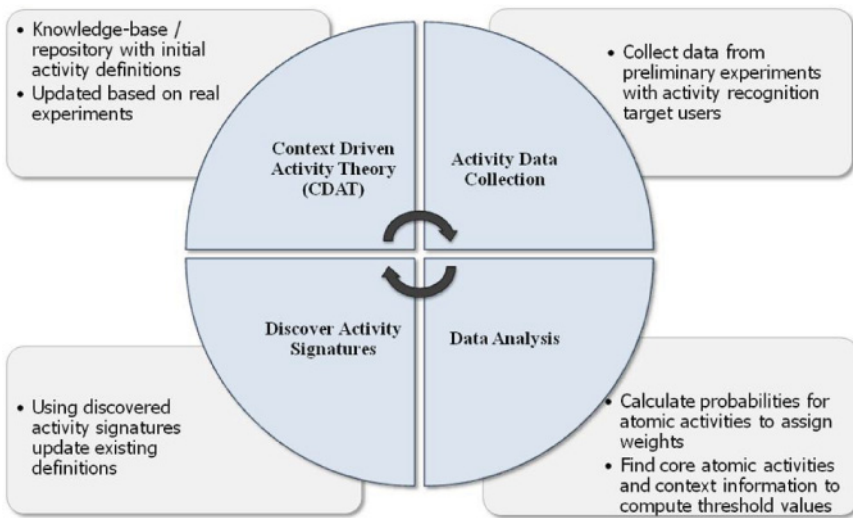 • Knowledge-base /
repository with initial
activity definitions
• Updated based on real
experiments
• Collect data from
preliminary experiments
with activity recognition
target users
Context Driven
Activity Theory
(CDAT)
Activity Data
Collection
Discover Activity
Signatures
Data Analysis
• Using discovered
activity signatures
update existing
definitions
• Calculate probabilities for
atomic activities to assign
weights
• Find core atomic activities
and context information to
compute threshold values